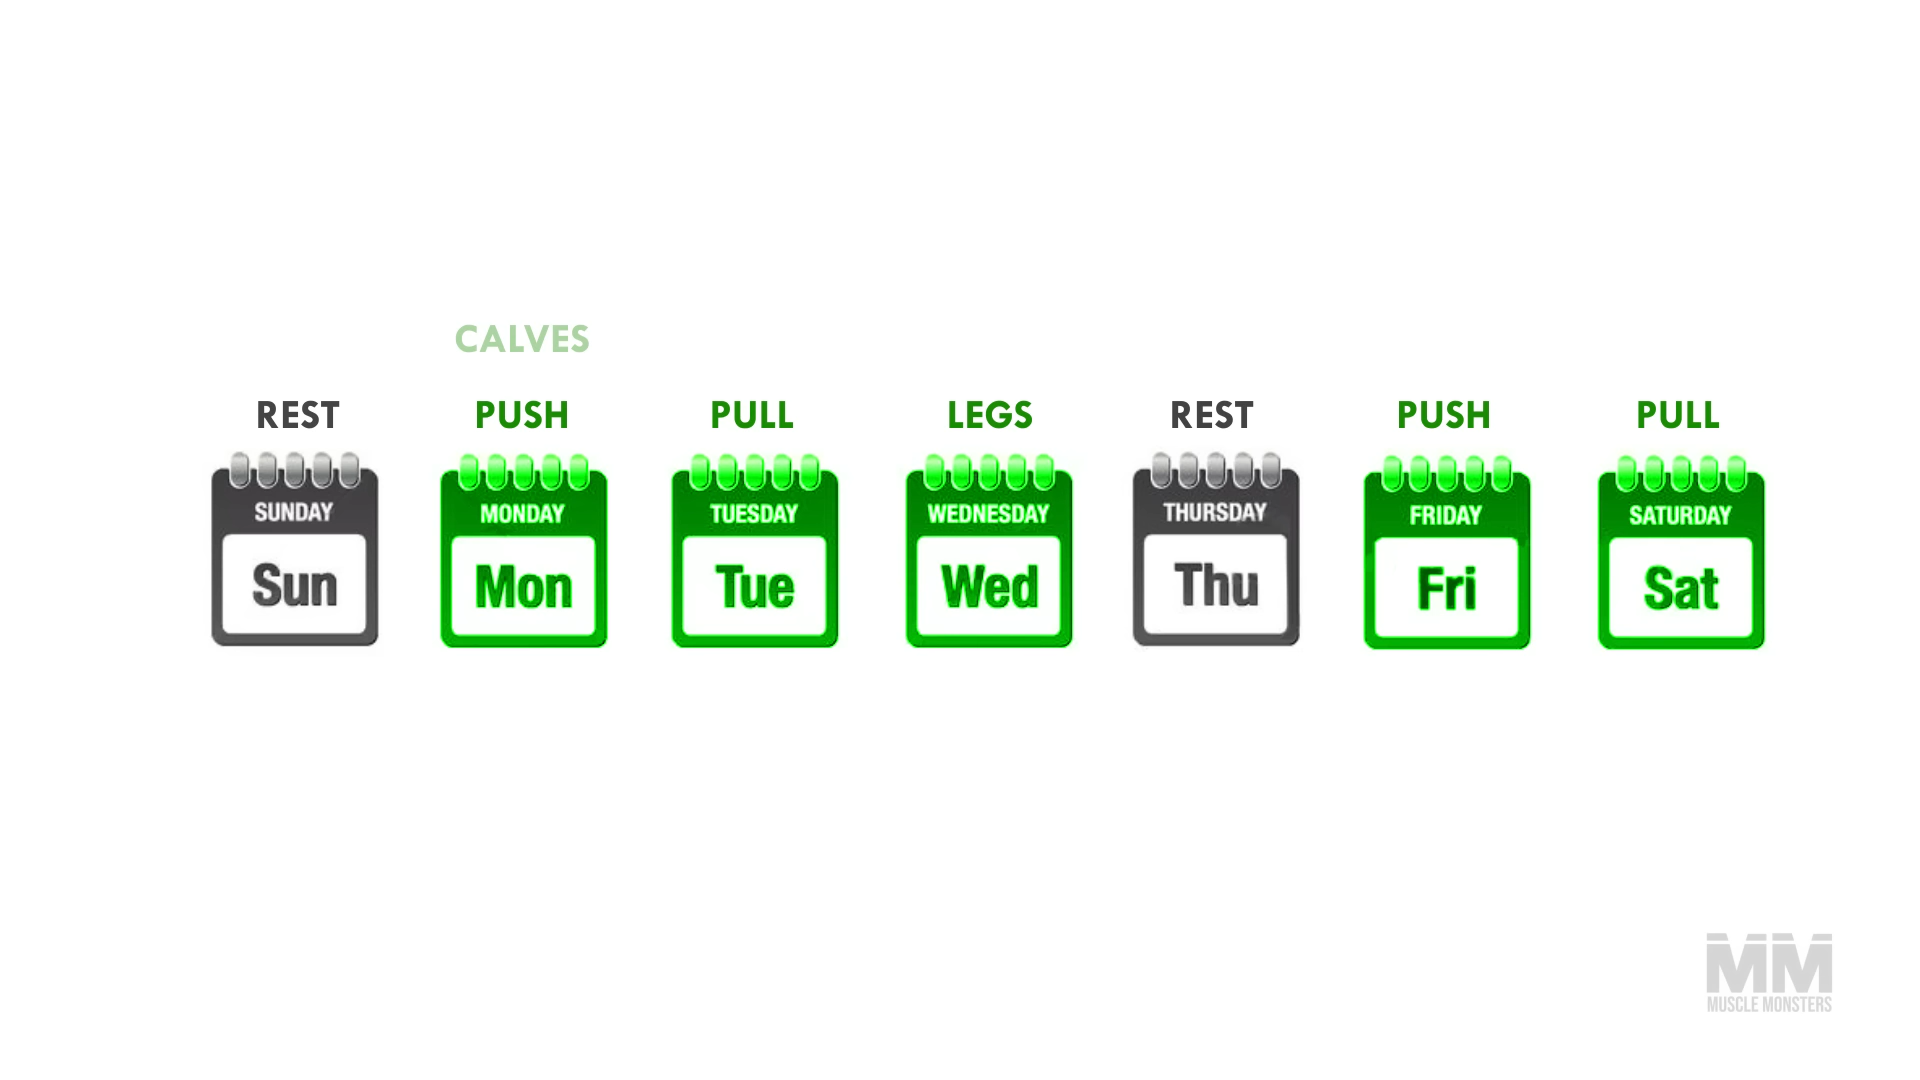 CALVES
REST PUSH PULL LEGS REST PUSH PULL
SUNDAY MONDAY TUESDAY WEDNESDAY THURSDAY FRIDAY SATURDAY
Sun Mon Tue Wed Thu Fri Sat
MM
MUSCLE MONSTERS